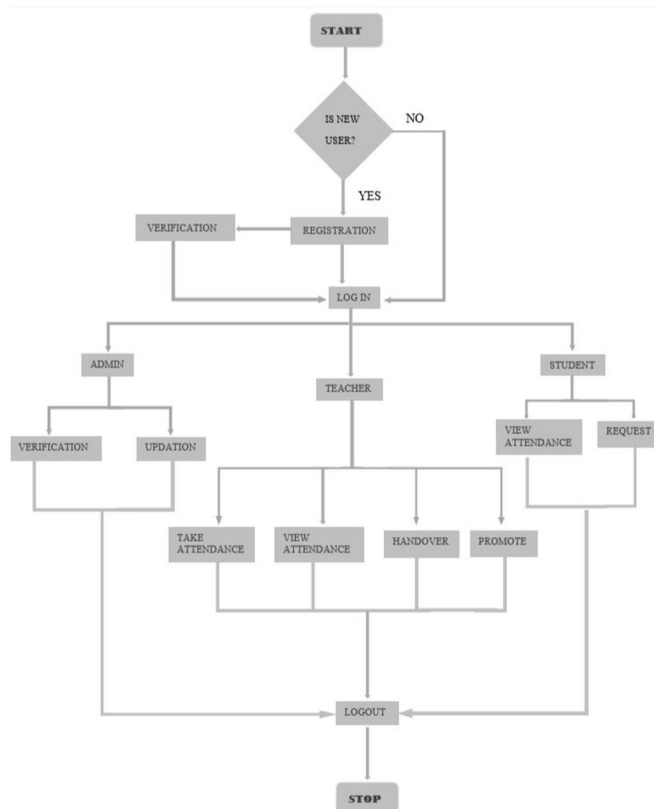 START
IS NEW
USER?
NO
YES
VERIFICATION
REGISTRATION
LOG IN
ADMIN
TEACHER
STUDENT
VERIFICATION
UPDATION
VIEW
ATTENDANCE
REQUEST
TAKE
ATTENDANCE
VIEW
ATTENDANCE
HANDOVER
PROMOTE
LOGOUT
STOP